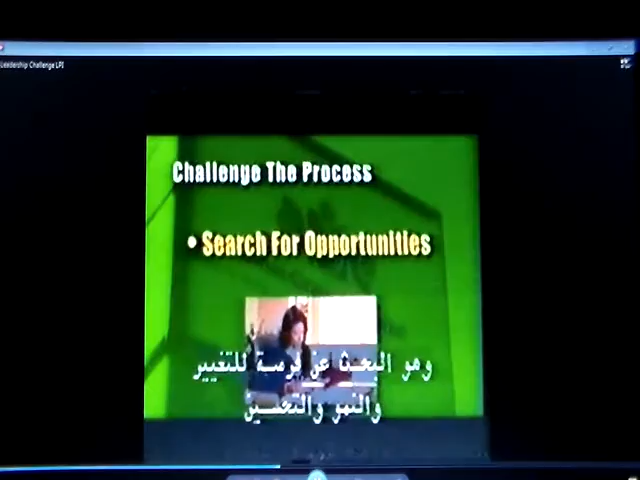 Leadership Challenge LPI
Challenge The Process
• Search For Opportunities
وهو البحث عن فرصة للتغيير
والنمو والتحسين